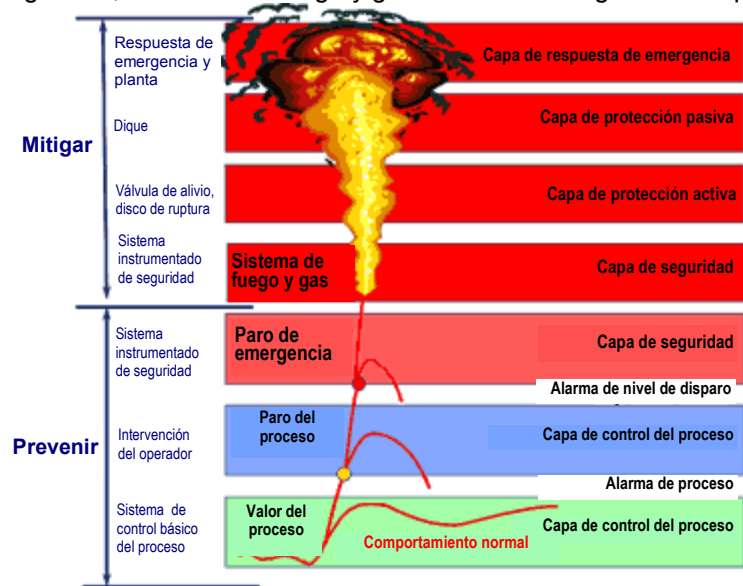 Respuesta de
emergencia y
planta
Capa de respuesta de emergencia
Mitigar
Dique
Capa de protección pasiva
Válvula de alivio,
disco de ruptura
Capa de protección activa
Sistema
instrumentado
de seguridad
Sistema de
fuego y gas
Capa de seguridad
Sistema
instrumentado
de seguridad
Paro de
emergencia
Capa de seguridad
Alarma de nivel de disparo
Prevenir
Intervención
del operador
Paro del
proceso
Capa de control del proceso
Alarma de proceso
Sistema de
control básico
del proceso
Valor del
proceso
Comportamiento normal
Capa de control del proceso